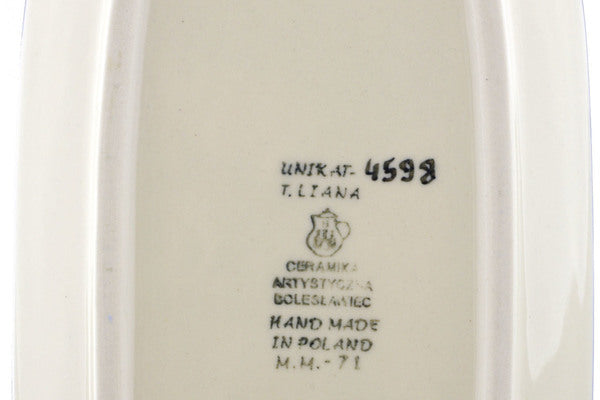 UNIKAT- 4598
T. LIANA
CERAMIKA
ARTYSTYCZNA
BOLESŁAWIEC
HAND MADE
IN POLAND
M.M.-71